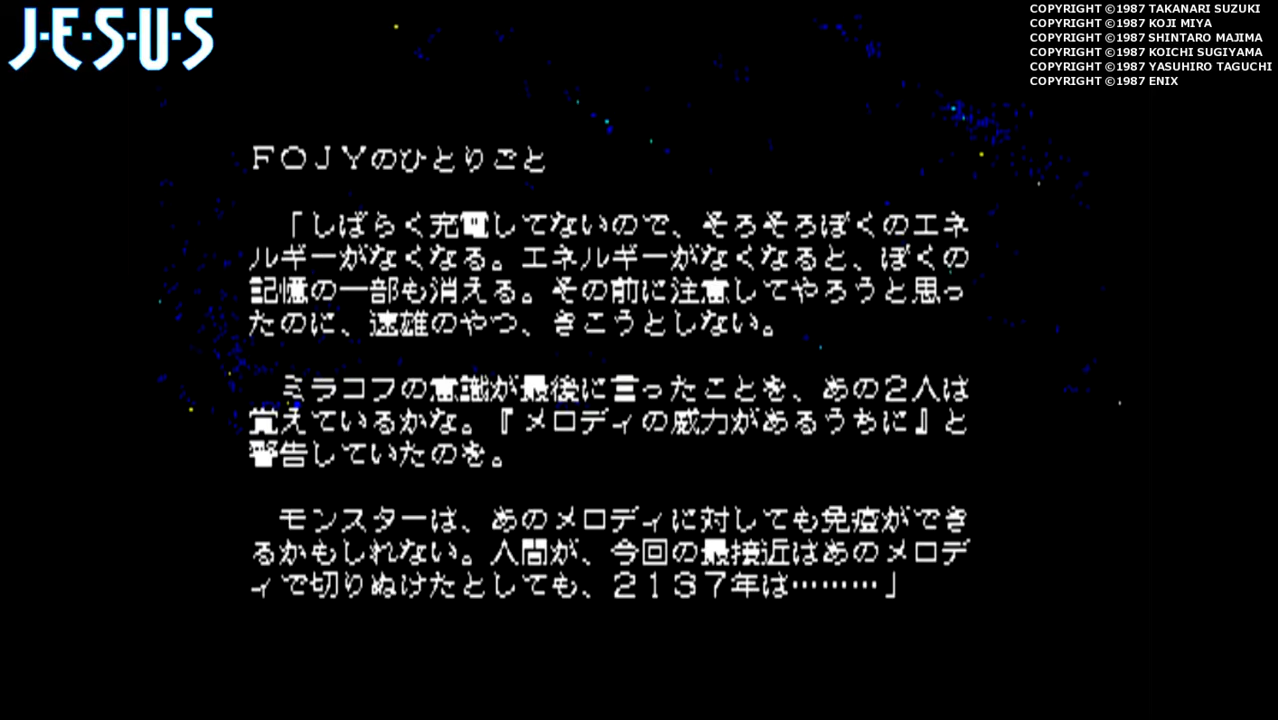 J·E·S·U·S
COPYRIGHT ©1987 TAKANARI SUZUKI
COPYRIGHT ©1987 KOJI MIYA
COPYRIGHT ©1987 SHINTARO MAJIMA
COPYRIGHT ©1987 KOICHI SUGIYAMA
COPYRIGHT ©1987 YASUHIRO TAGUCHI
COPYRIGHT ©1987 ENIX
FOJYのひとりごと
「しばらく充電してないので、そろそろぼくのエネ
ルギーがなくなる。エネルギーがなくなると、ぼくの
記憶の一部も消える。その前に注意してやろうと思っ
たのに、速雄のやつ、きこうとしない。
ミラコフの意識が最後に言ったことを、あの2人は
覚えているかな。『メロディの威力があるうちに』と
警告していたのを。
モンスターは、あのメロディに対しても免疫ができ
るかもしれない。人間が、今回の最接近はあのメロデ
ィで切りぬけたとしても、2137年は………」